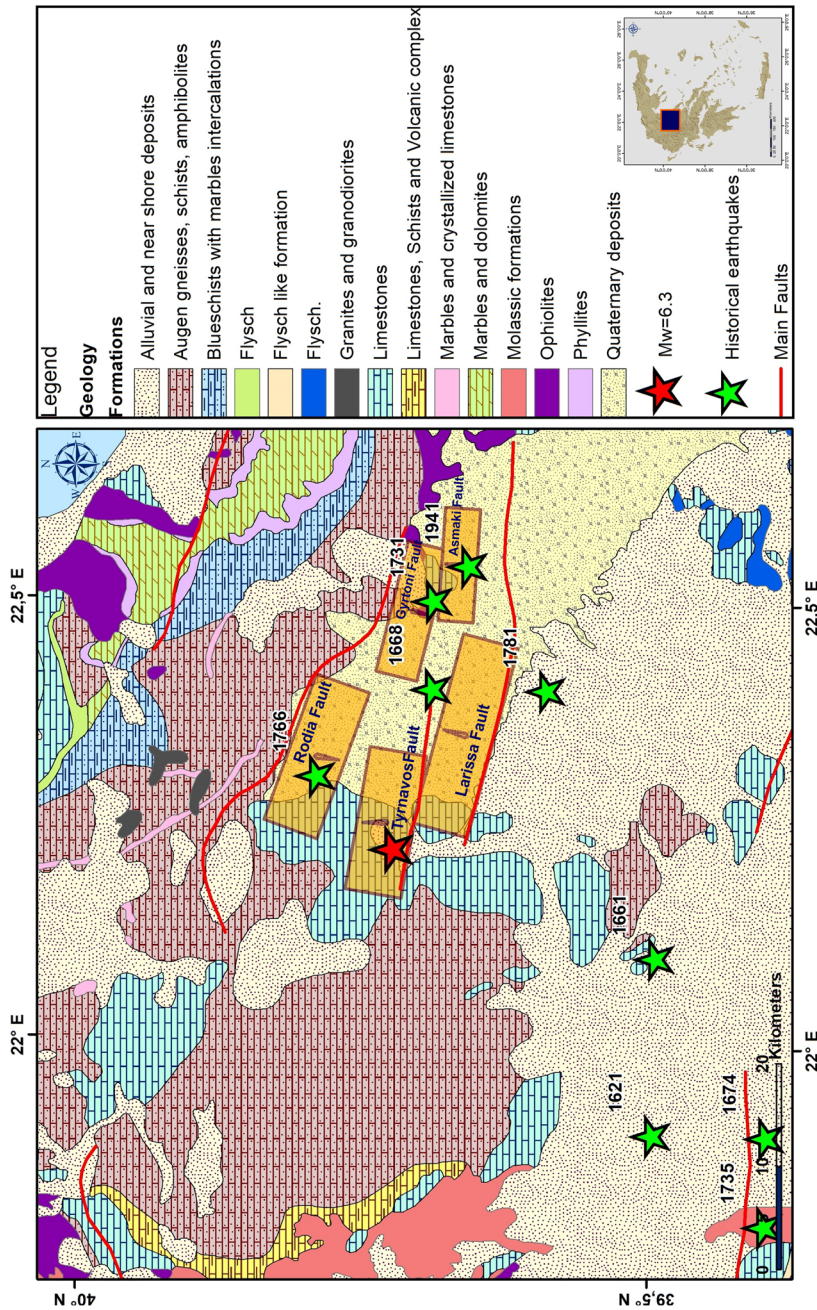 Legend
Geology
Formations
Alluvial and near shore deposits
Augen gneisses, schists, amphibolites
Blueschists with marbles intercalations
Flysch
Flysch like formation
Flysch.
Granites and granodiorites
Limestones
Limestones, Schists and Volcanic complex
Marbles and crystallized limestones
Marbles and dolomites
Molassic formations
Ophiolites
Phyllites
Quaternary deposits
Mw=6.3
Historical earthquakes
Main Faults
22° E
22.5° E
40° N
39.5° N
22° E
22.5° E
N
E
W
1766
Rodia Fault
1668
1731
Gyrtoni Fault
1941
Asmaki Fault
TyrnavosFault
Larissa Fault
1781
1661
1621
1674
1735
0
5
10
20
Kilometers